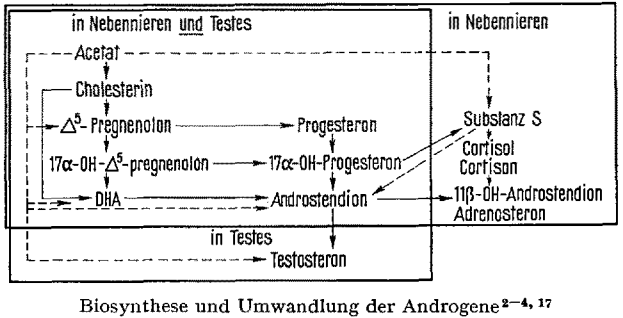 in Nebennieren und Testes
in Nebennieren
Acetat
Cholesterin
Δ⁵-Pregnenolon
Progesteron
Substanz S
Cortisol
Cortison
17α-OH-Δ⁵-pregnenolon
17α-OH-Progesteron
DHA
Androstendion
11β-OH-Androstendion
Adrenosteron
in Testes
Testosteron
Biosynthese und Umwandlung der Androgene²⁻⁴, ¹⁷